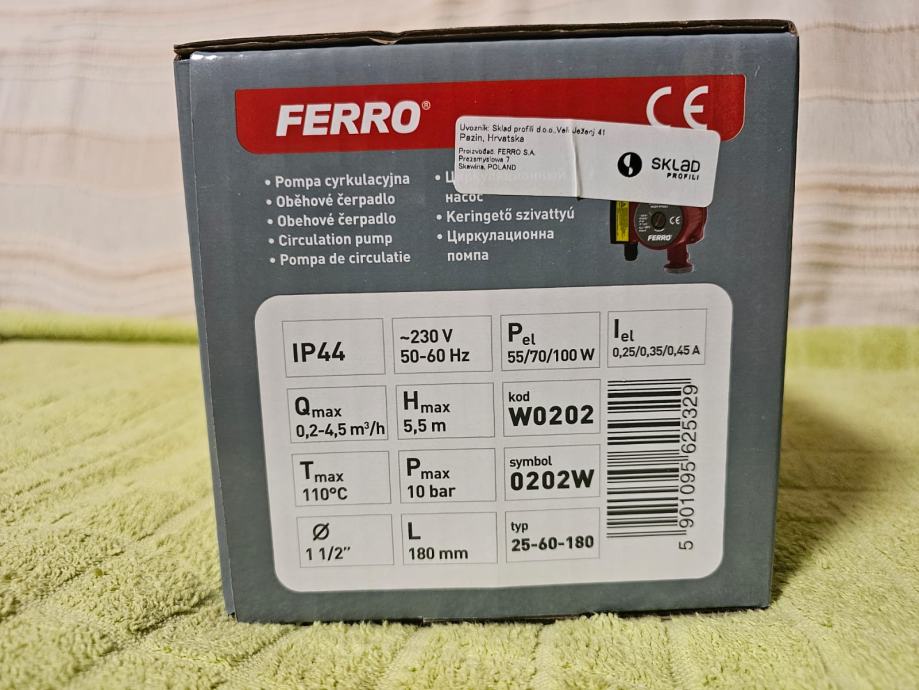 FERRO®
CE
Uvoznik: Sklad profili d.o.o., Veli Ježenj 41
Pazin, Hrvatska
Proizvođač: FERRO S.A.
Przemysłowa 7
Skawina, POLAND
SKLAD
PROFILI
• Pompa cyrkulacyjna
• Oběhové čerpadlo
• Obehové čerpadlo
• Circulation pump
• Pompa de circulatie
• Циркуляционный
насос
• Keringető szivattyú
• Циркулационна
помпа
CE
FERRO
IP44
~230 V
50-60 Hz
Pel
55/70/100 W
Iel
0,25/0,35/0,45 A
Qmax
0,2-4,5 m³/h
Hmax
5,5 m
kod
W0202
Tmax
110°C
Pmax
10 bar
symbol
0202W
Ø
1 1/2”
L
180 mm
typ
25-60-180
5 901095 625329